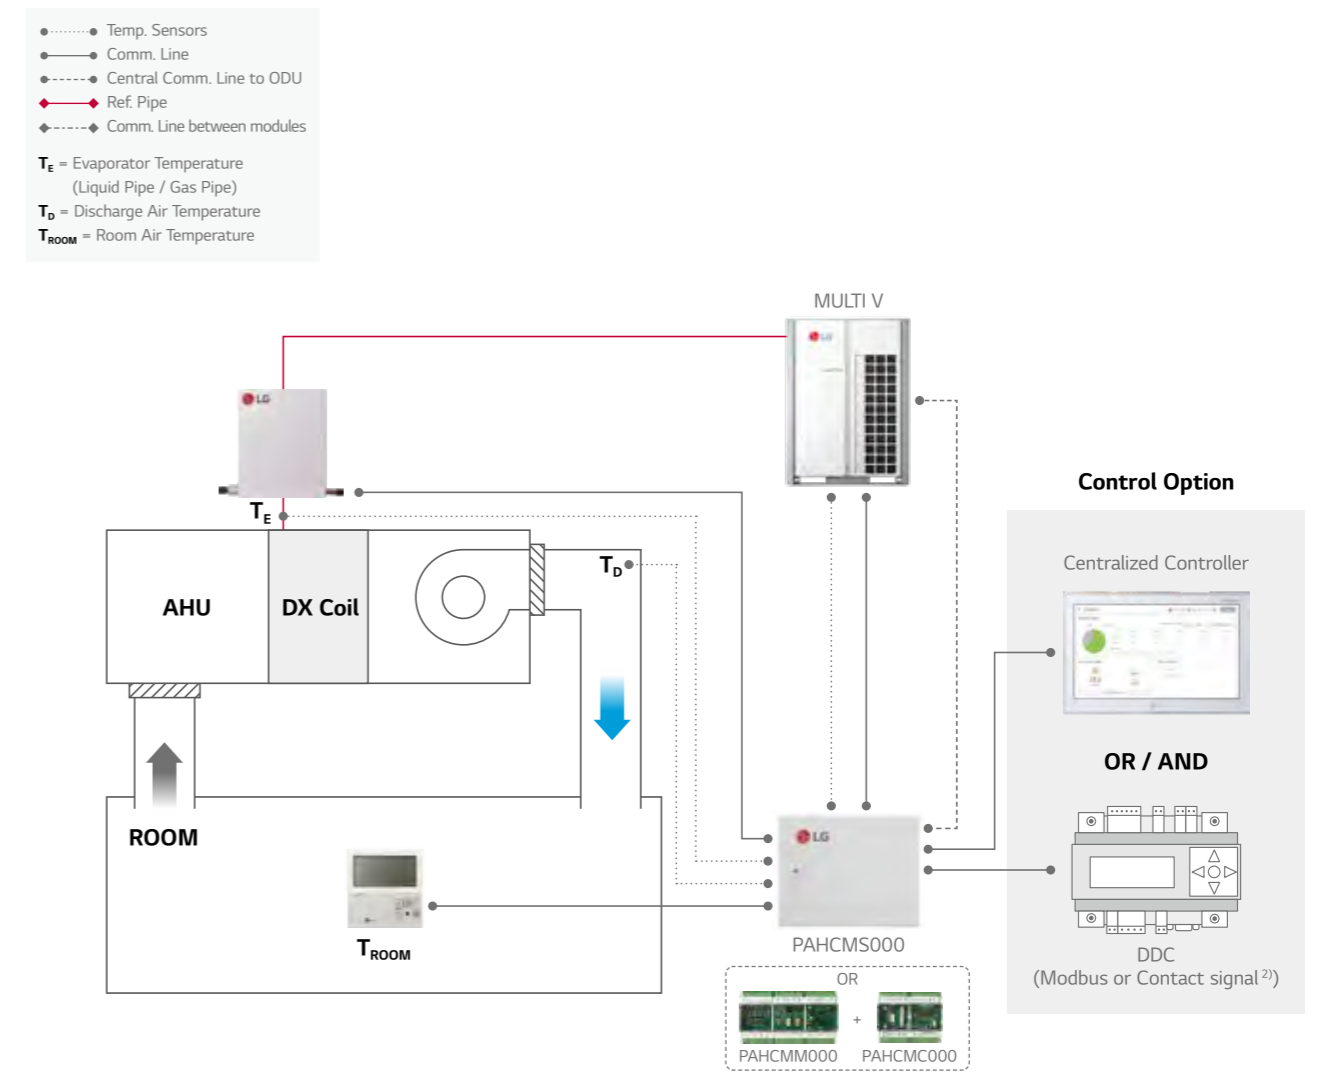 Temp. Sensors
Comm. Line
Central Comm. Line to ODU
Ref. Pipe
Comm. Line between modules
TE = Evaporator Temperature
(Liquid Pipe / Gas Pipe)
TD = Discharge Air Temperature
TROOM = Room Air Temperature
MULTI V
LG
LG
Control Option
TE
Centralized Controller
TD
AHU
DX Coil
OR / AND
ROOM
LG
TROOM
PAHCMS000
DDC
(Modbus or Contact signal 2))
OR
+
PAHCMM000
PAHCMC000